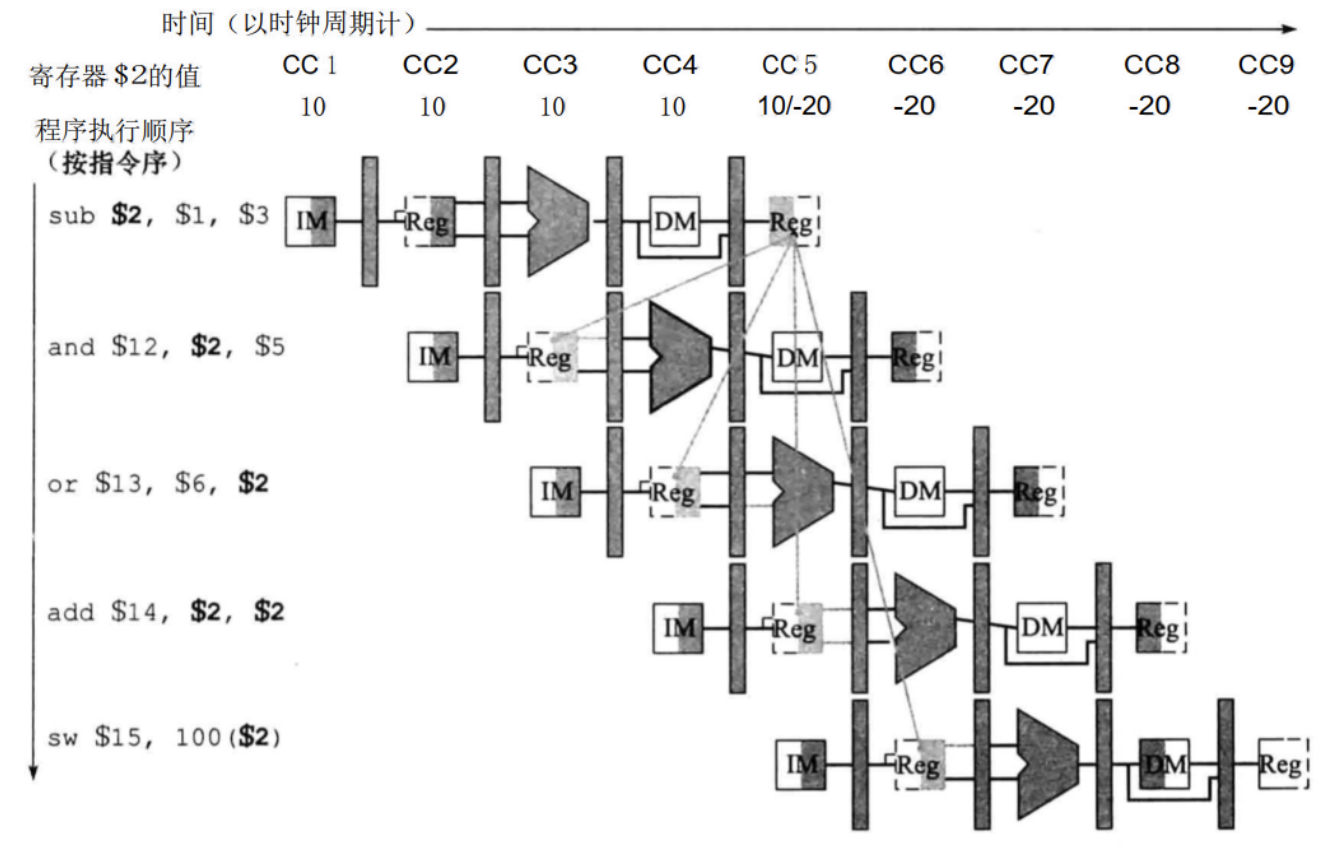 时间（以时钟周期计）
寄存器 $2的值 CC 1 CC2 CC3 CC4 CC 5 CC6 CC7 CC8 CC9
10 10 10 10 10/-20 -20 -20 -20 -20
程序执行顺序
（按指令序）
sub $2, $1, $3 IM Reg DM Reg
and $12, $2, $5 IM Reg DM Reg
or $13, $6, $2 IM Reg DM Reg
add $14, $2, $2 IM Reg DM Reg
sw $15, 100($2) IM Reg DM Reg